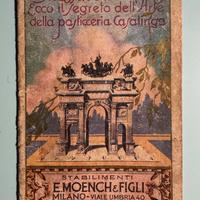 Ecco il Segreto dell'Arte
della pasticceria Casalinga
STABILIMENTI
E. MOENCH & FIGLI
MILANO - VIALE UMBRIA 40